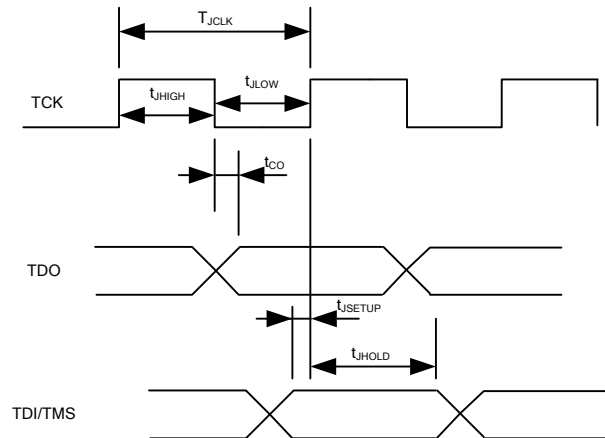 TJCLK
TCK
tJHIGH
tJLOW
tCO
TDO
tJSETUP
tJHOLD
TDI/TMS